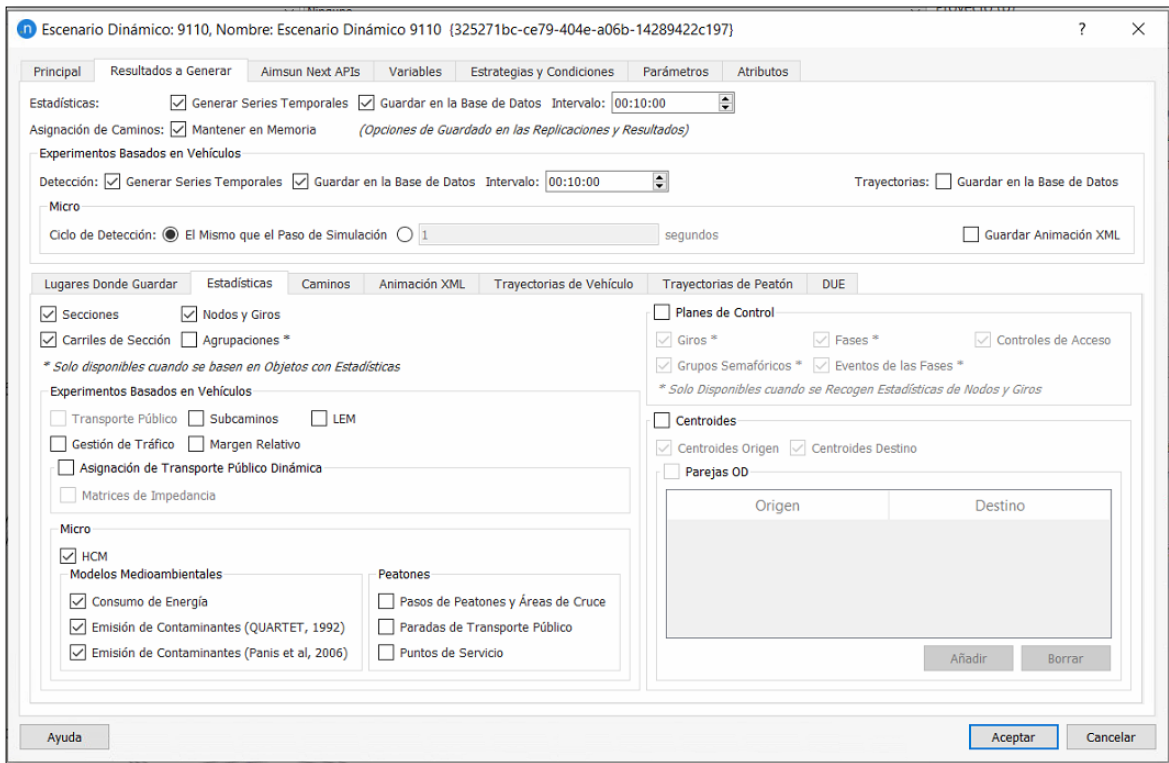 Escenario Dinámico: 9110, Nombre: Escenario Dinámico 9110 {325271bc-ce79-404e-a06b-14289422c197}
Principal Resultados a Generar Aimsun Next APIs Variables Estrategias y Condiciones Parámetros Atributos
Estadísticas: Generar Series Temporales Guardar en la Base de Datos Intervalo: 00:10:00
Asignación de Caminos: Mantener en Memoria (Opciones de Guardado en las Replicaciones y Resultados)
Experimentos Basados en Vehículos
Detección: Generar Series Temporales Guardar en la Base de Datos Intervalo: 00:10:00 Trayectorias: Guardar en la Base de Datos
Micro
Ciclo de Detección: El Mismo que el Paso de Simulación 1 segundos Guardar Animación XML
Lugares Donde Guardar Estadísticas Caminos Animación XML Trayectorias de Vehículo Trayectorias de Peatón DUE
Secciones Nodos y Giros
Carriles de Sección Agrupaciones *
* Solo disponibles cuando se basen en Objetos con Estadísticas
Experimentos Basados en Vehículos
Transporte Público Subcaminos LEM
Gestión de Tráfico Margen Relativo
Asignación de Transporte Público Dinámica
Matrices de Impedancia
Micro
HCM
Modelos Medioambientales
Consumo de Energía
Emisión de Contaminantes (QUARTET, 1992)
Emisión de Contaminantes (Panis et al, 2006)
Peatones
Pasos de Peatones y Áreas de Cruce
Paradas de Transporte Público
Puntos de Servicio
Planes de Control
Giros * Fases * Controles de Acceso
Grupos Semafóricos * Eventos de las Fases *
* Solo Disponibles cuando se Recogen Estadísticas de Nodos y Giros
Centroides
Centroides Origen Centroides Destino
Parejas OD
Origen Destino
Añadir Borrar
Ayuda Aceptar Cancelar